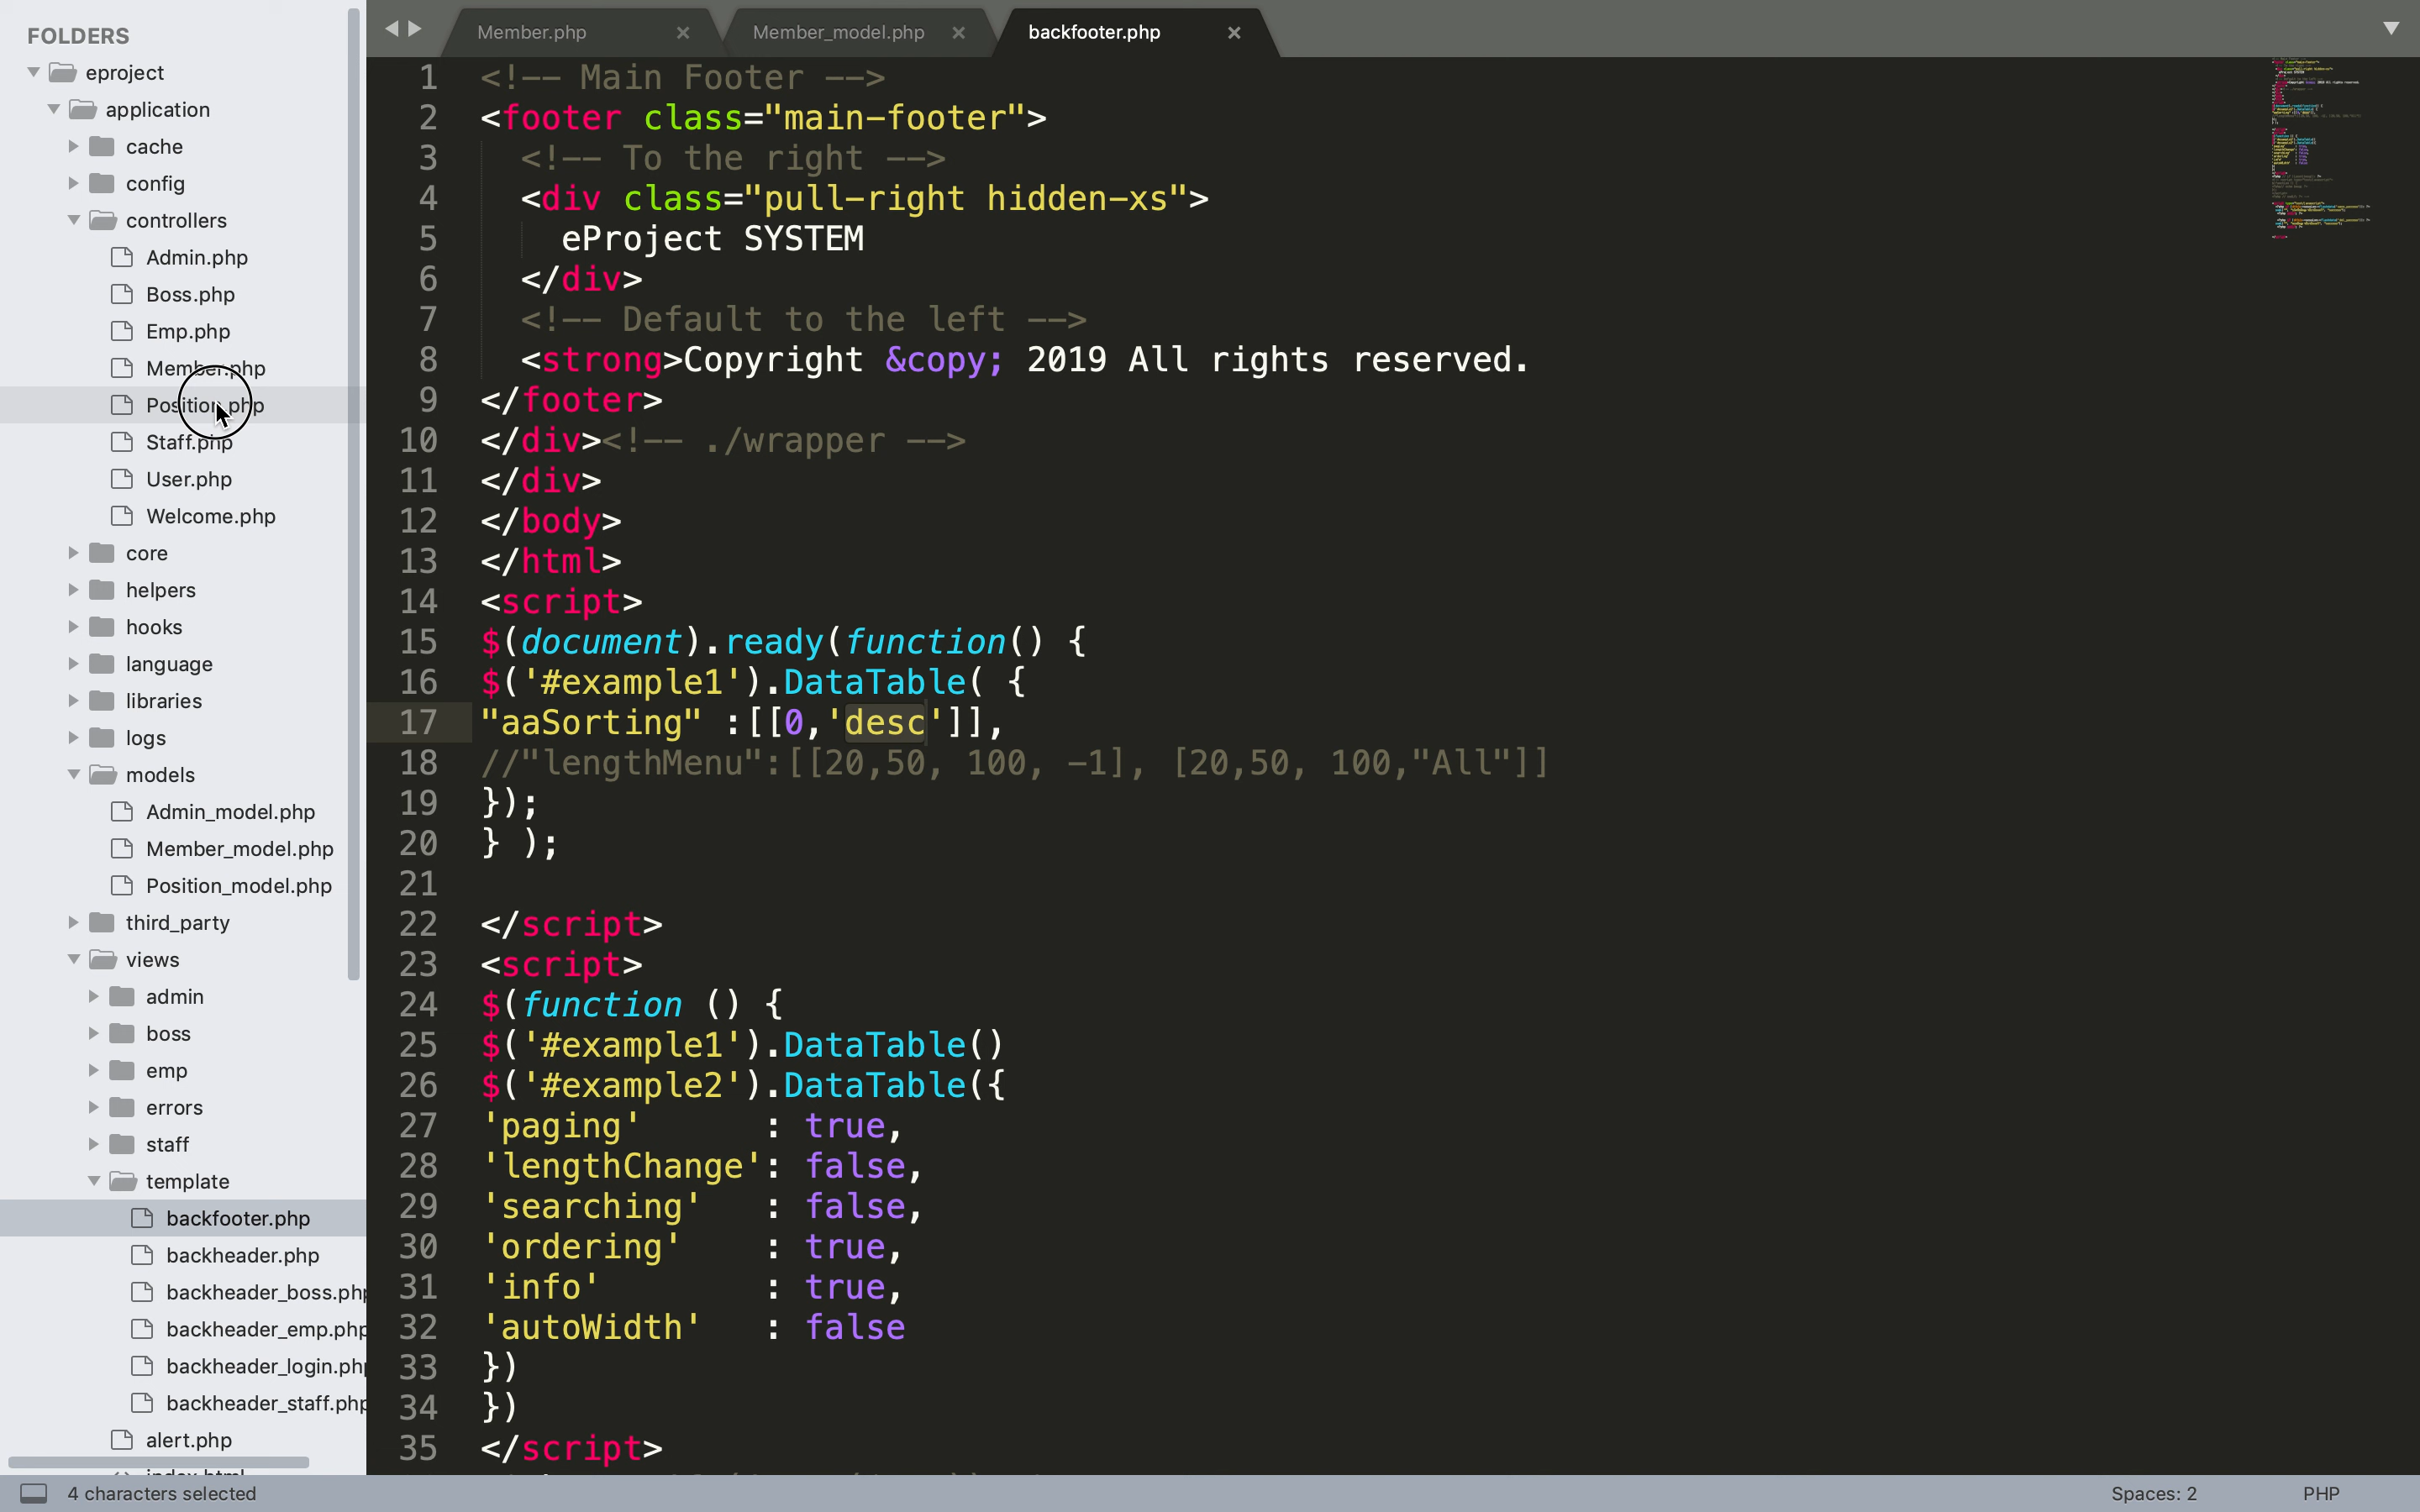 FOLDERS
eproject
application
cache
config
controllers
Admin.php
Boss.php
Emp.php
Member.php
Position.php
Staff.php
User.php
Welcome.php
core
helpers
hooks
language
libraries
logs
models
Admin_model.php
Member_model.php
Position_model.php
third_party
views
admin
boss
emp
errors
staff
template
backfooter.php
backheader.php
backheader_boss.php
backheader_emp.php
backheader_login.php
backheader_staff.php
alert.php
index.html
Member.php
Member_model.php
backfooter.php
1 <!-- Main Footer -->
2 <footer class="main-footer">
3 <!-- To the right -->
4 <div class="pull-right hidden-xs">
5 eProject SYSTEM
6 </div>
7 <!-- Default to the left -->
8 <strong>Copyright &copy; 2019 All rights reserved.
9 </footer>
10 </div><!-- ./wrapper -->
11 </div>
12 </body>
13 </html>
14 <script>
15 $(document).ready(function() {
16 $('#example1').DataTable( {
17 "aaSorting" :[[0,'desc']],
18 //"lengthMenu":[[20,50, 100, -1], [20,50, 100,"All"]]
19 });
20 } );
21
22 </script>
23 <script>
24 $(function () {
25 $('#example1').DataTable()
26 $('#example2').DataTable({
27 'paging'      : true,
28 'lengthChange': false,
29 'searching'   : false,
30 'ordering'    : true,
31 'info'        : true,
32 'autoWidth'   : false
33 })
34 })
35 </script>
4 characters selected
Spaces: 2
PHP